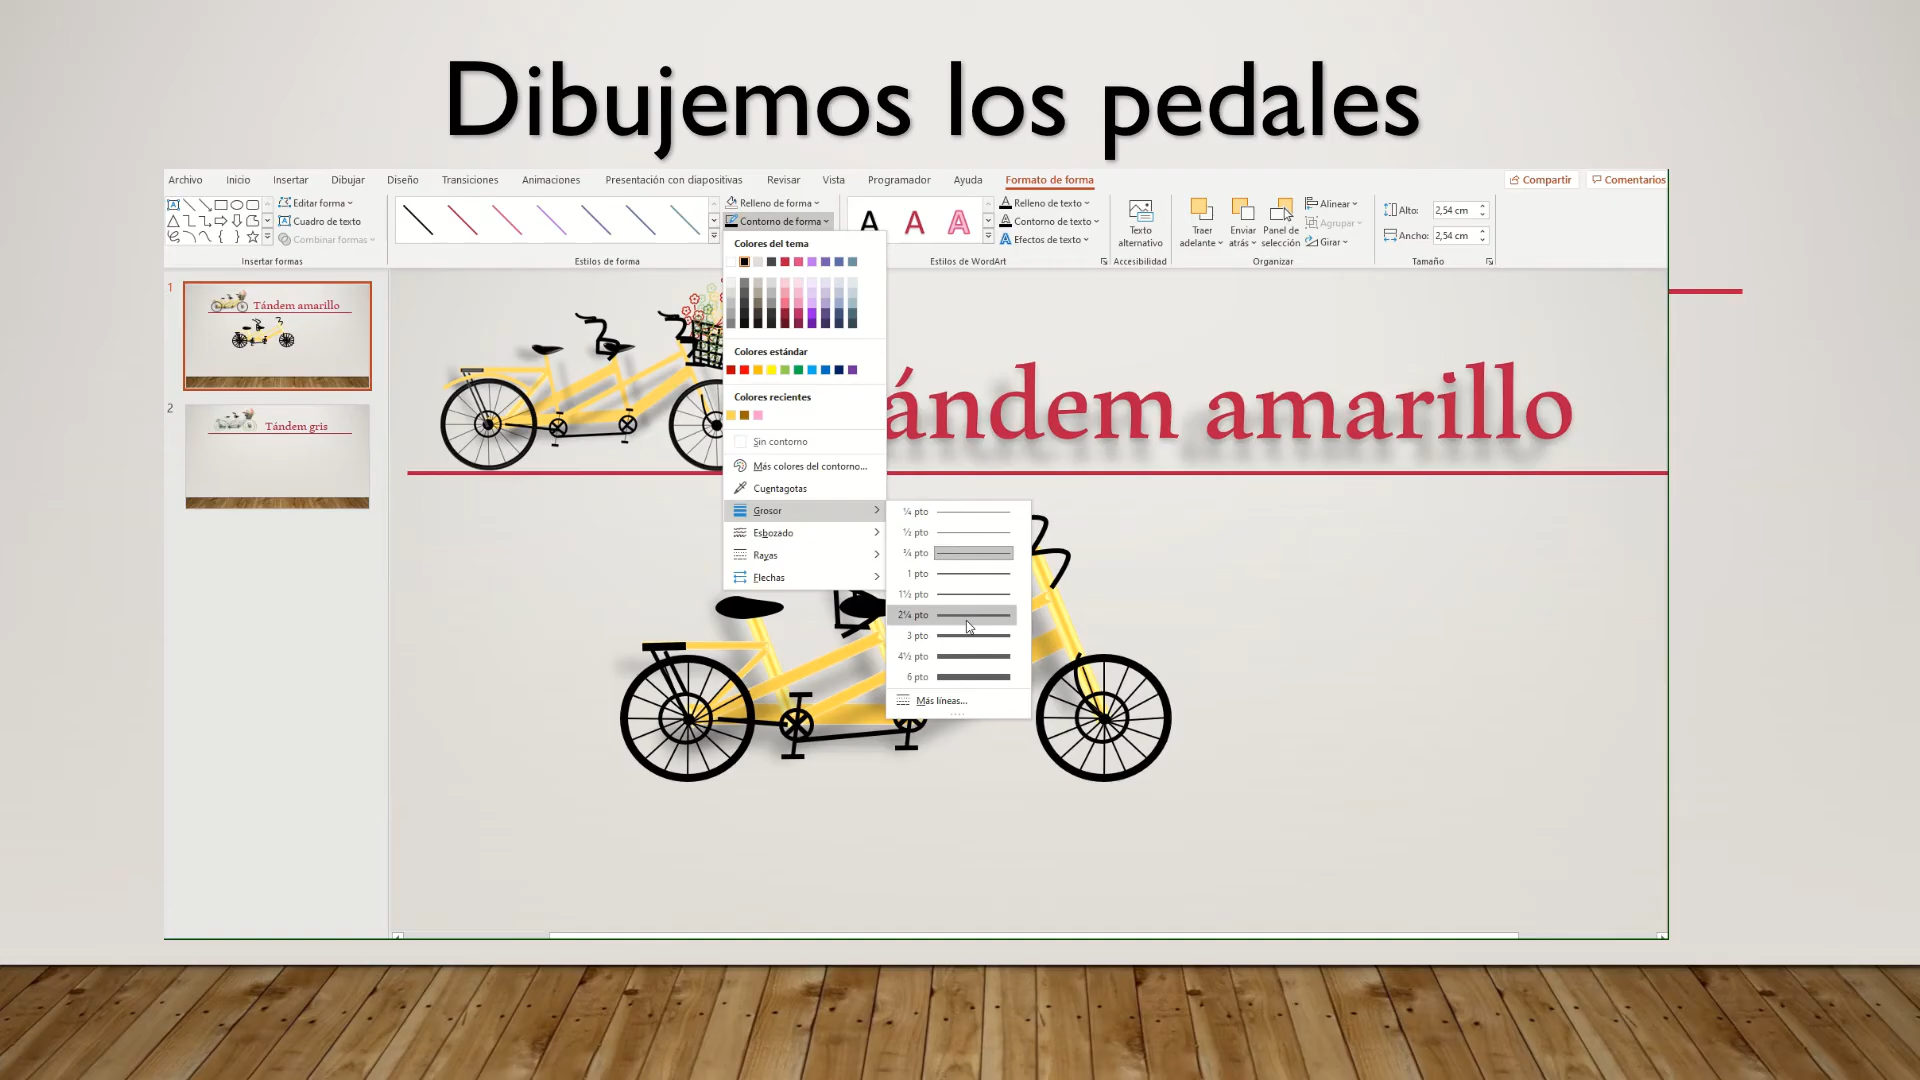 Dibujemos los pedales
Archivo Inicio Insertar Dibujar Diseño Transiciones Animaciones Presentación con diapositivas Revisar Vista Programador Ayuda Formato de forma Compartir Comentarios
Editar forma
Cuadro de texto
Combinar formas
Insertar formas
Estilos de forma
Relleno de forma
Contorno de forma
A A A
Estilos de WordArt
Relleno de texto
Contorno de texto
Efectos de texto
Texto
alternativo
Accesibilidad
Traer
adelante
Enviar
atrás
Panel de
selección
Alinear
Agrupar
Girar
Organizar
Alto: 2,54 cm
Ancho: 2,54 cm
Tamaño
Colores del tema
Colores estándar
Colores recientes
Sin contorno
Más colores del contorno...
Cuentagotas
Grosor
Esbozado
Rayas
Flechas
¼ pto
½ pto
¾ pto
1 pto
1½ pto
2¼ pto
3 pto
4½ pto
6 pto
Más líneas...
1
Tándem amarillo
2
Tándem gris
ándem amarillo